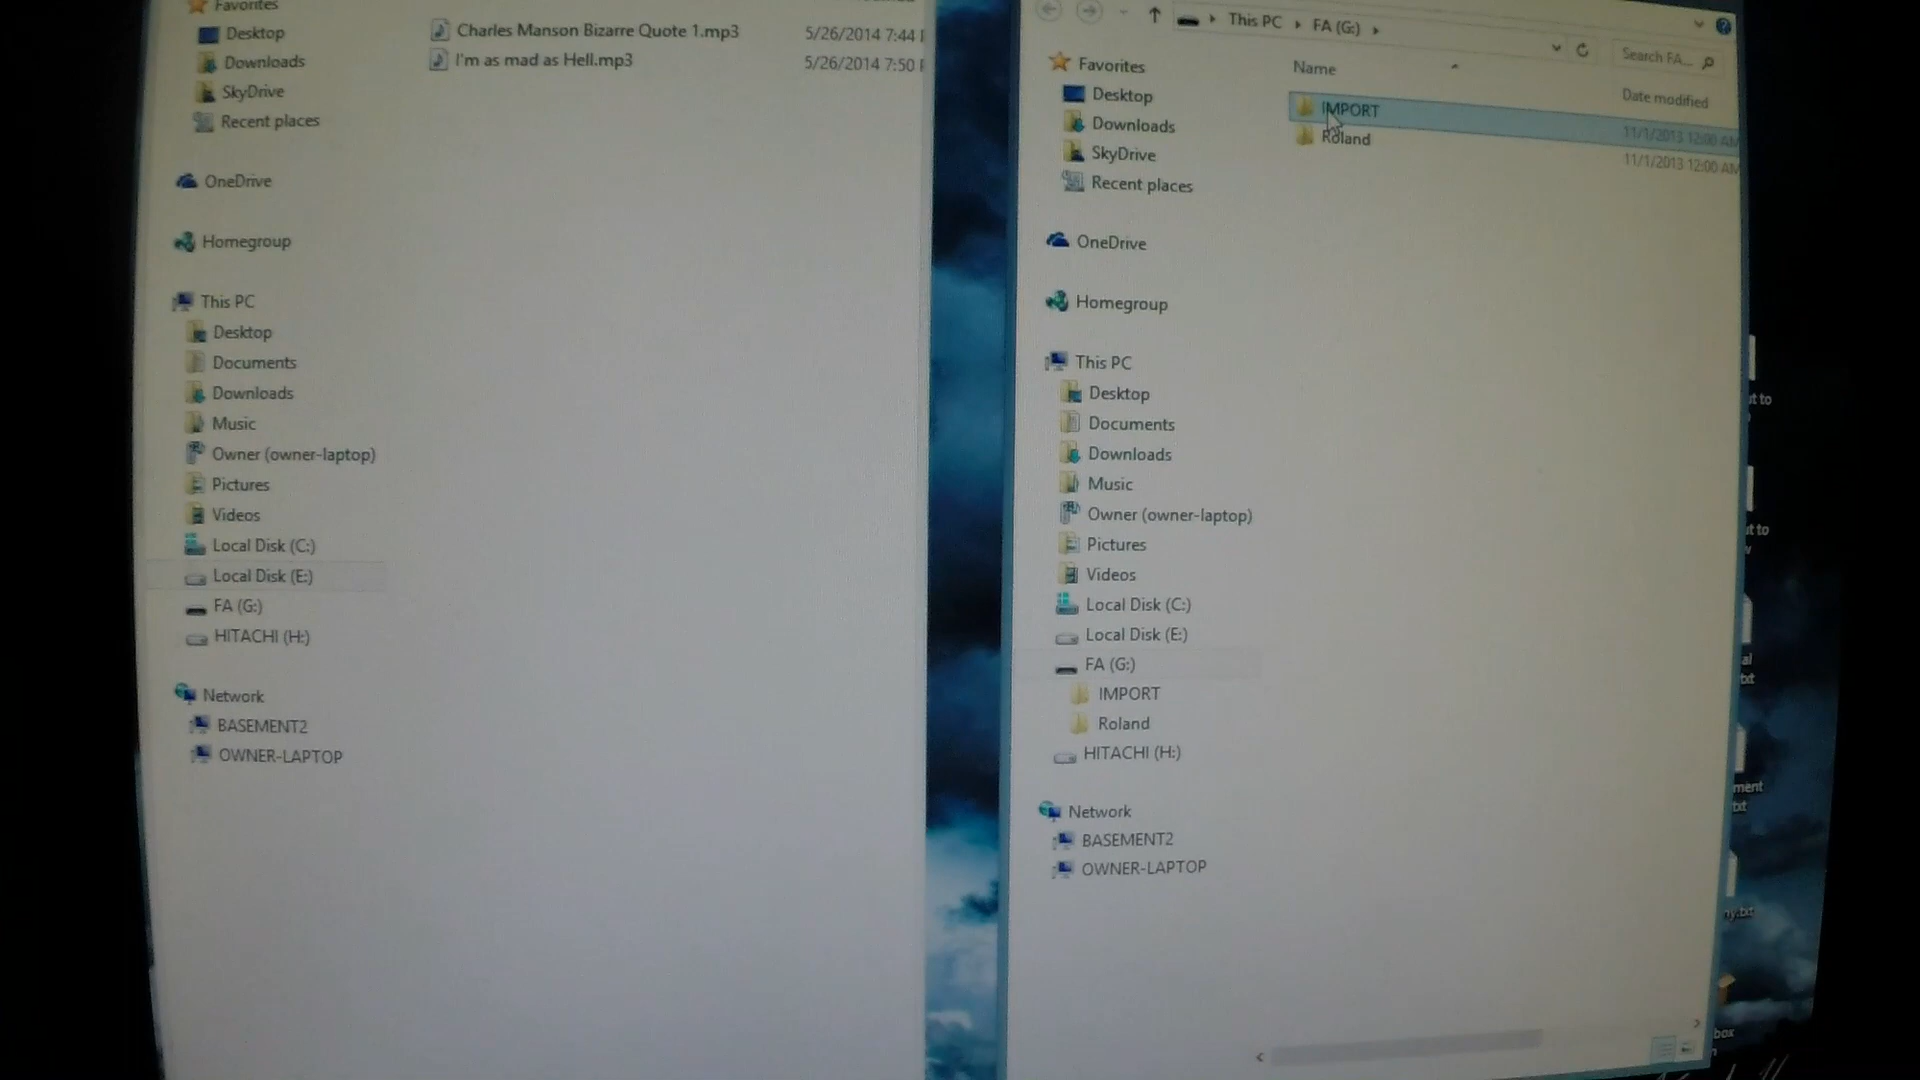 Favorites
Desktop
Downloads
SkyDrive
Recent places
OneDrive
Homegroup
This PC
Desktop
Documents
Downloads
Music
Owner (owner-laptop)
Pictures
Videos
Local Disk (C:)
Local Disk (E:)
FA (G:)
HITACHI (H:)
Network
BASEMENT2
OWNER-LAPTOP
Charles Manson Bizarre Quote 1.mp3 5/26/2014 7:44
I'm as mad as Hell.mp3 5/26/2014 7:50
This PC FA (G:)
Search FA...
Name Date modified
IMPORT 11/1/2013 12:00 AM
Roland 11/1/2013 12:00 AM
Favorites
Desktop
Downloads
SkyDrive
Recent places
OneDrive
Homegroup
This PC
Desktop
Documents
Downloads
Music
Owner (owner-laptop)
Pictures
Videos
Local Disk (C:)
Local Disk (E:)
FA (G:)
IMPORT
Roland
HITACHI (H:)
Network
BASEMENT2
OWNER-LAPTOP